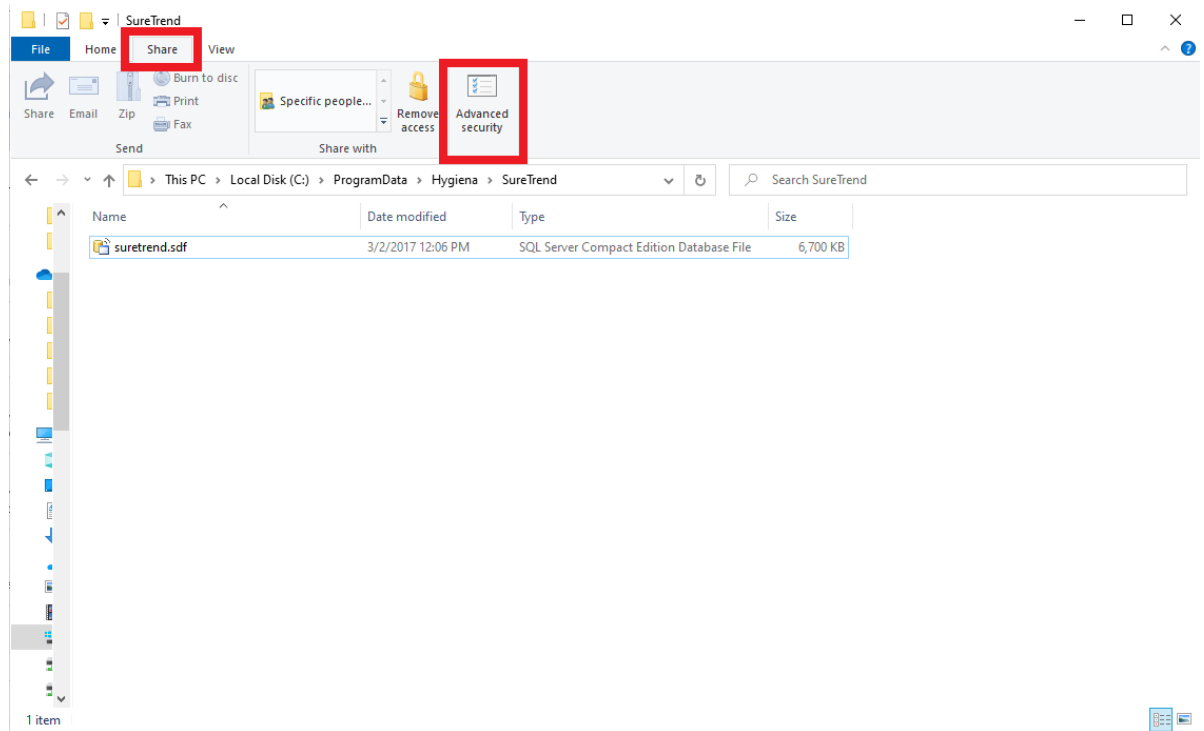 SureTrend
File Home Share View
Share Email Zip Burn to disc Print Fax Specific people... Remove access Advanced security
Send Share with
This PC > Local Disk (C:) > ProgramData > Hygiena > SureTrend Search SureTrend
Name Date modified Type Size
suretrend.sdf 3/2/2017 12:06 PM SQL Server Compact Edition Database File 6,700 KB
1 item